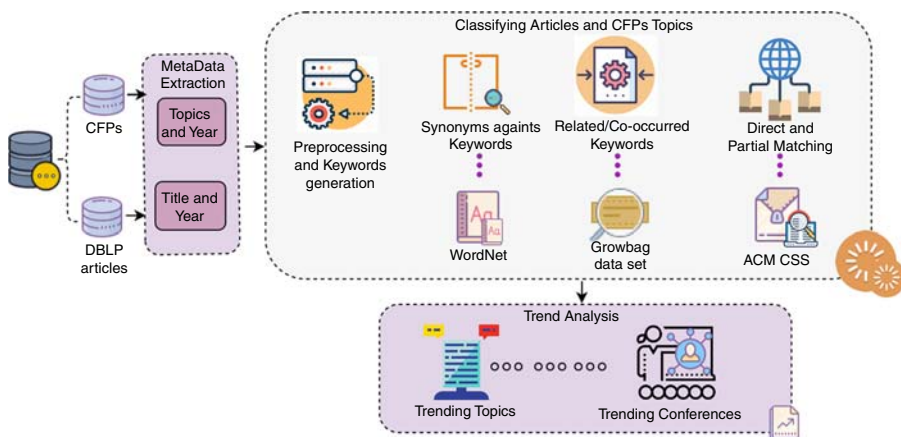 Classifying Articles and CFPs Topics
MetaData
Extraction
Topics
and Year
CFPs
Title and
Year
DBLP
articles
Preprocessing
and Keywords
generation
Synonyms againts
Keywords
Aa
WordNet
Related/Co-occurred
Keywords
Growbag
data set
Direct and
Partial Matching
ACM CSS
Trend Analysis
Trending Topics
Trending Conferences